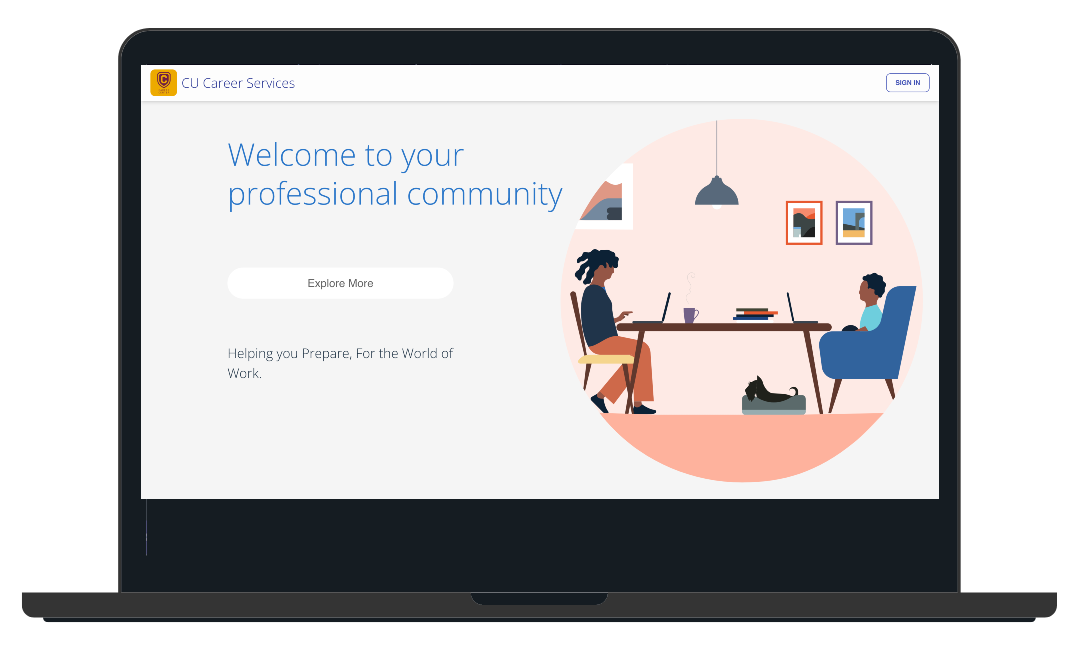 CU Career Services
SIGN IN
Welcome to your
professional community
Explore More
Helping you Prepare, For the World of
Work.